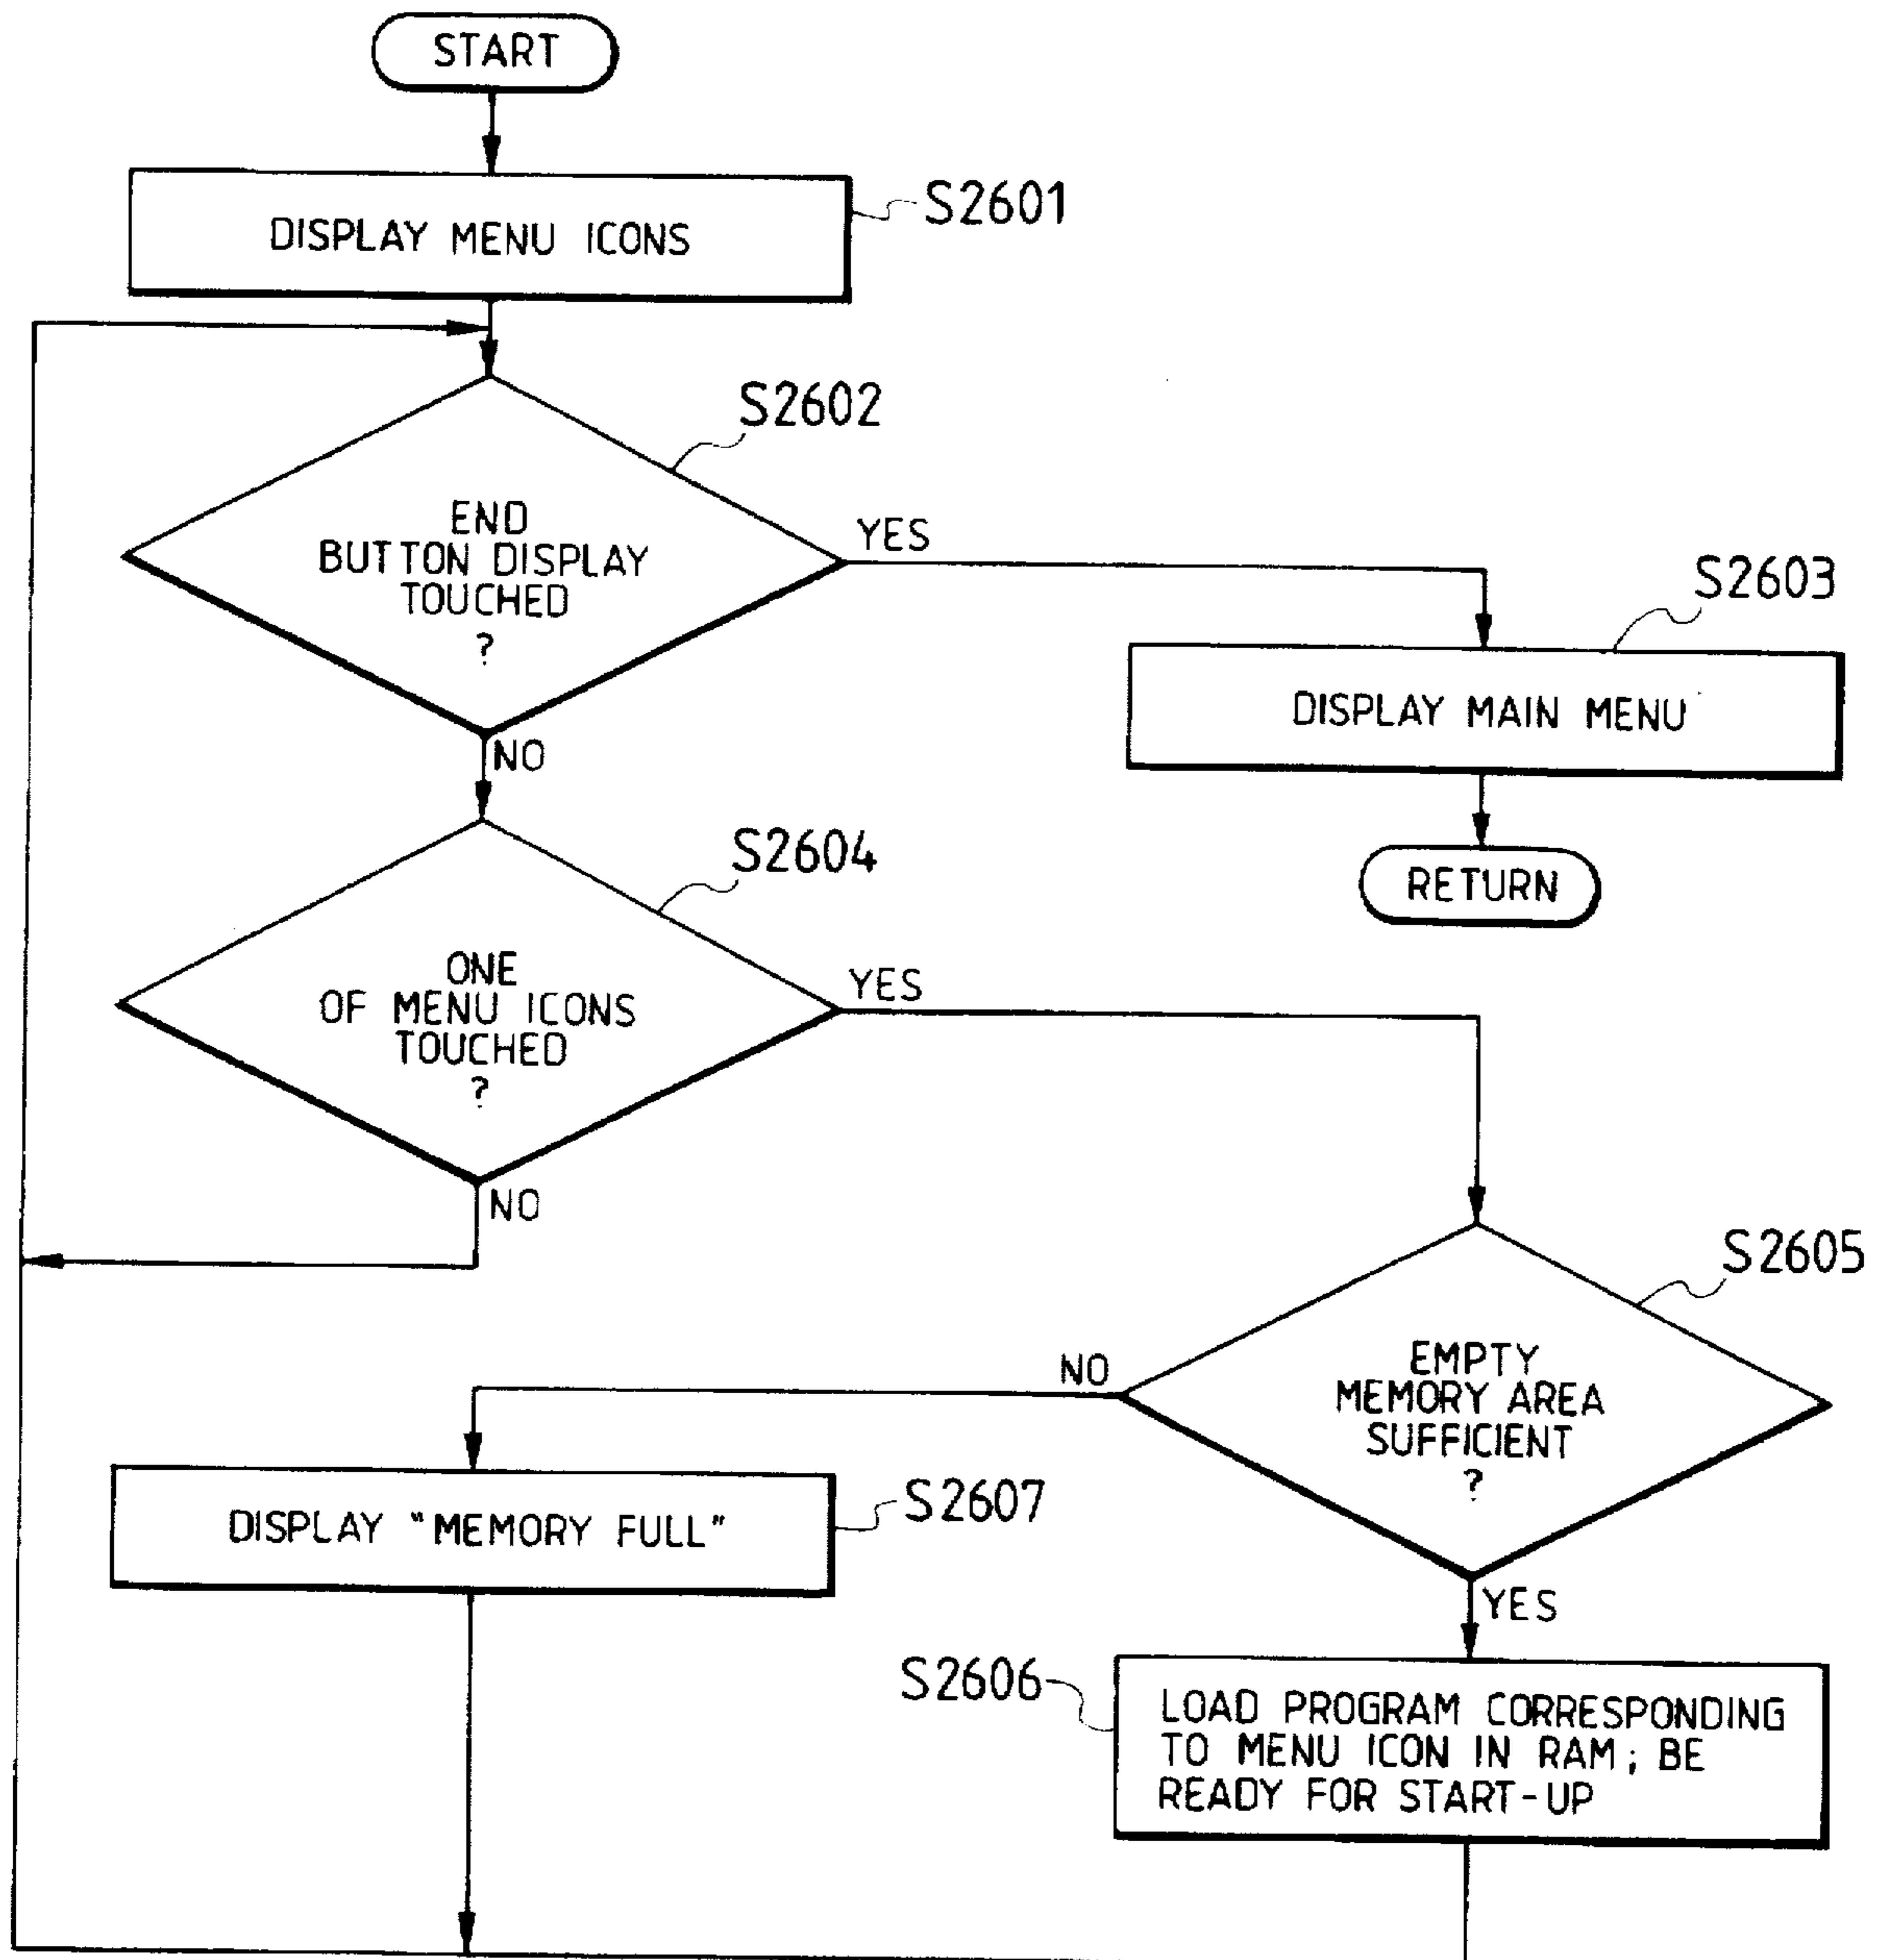 START
DISPLAY MENU ICONS
S2601
S2602
END
BUTTON DISPLAY
TOUCHED
?
YES
NO
S2603
DISPLAY MAIN MENU
RETURN
S2604
ONE
OF MENU ICONS
TOUCHED
?
YES
NO
S2605
EMPTY
MEMORY AREA
SUFFICIENT
?
NO
YES
DISPLAY "MEMORY FULL"
S2607
S2606
LOAD PROGRAM CORRESPONDING
TO MENU ICON IN RAM; BE
READY FOR START-UP